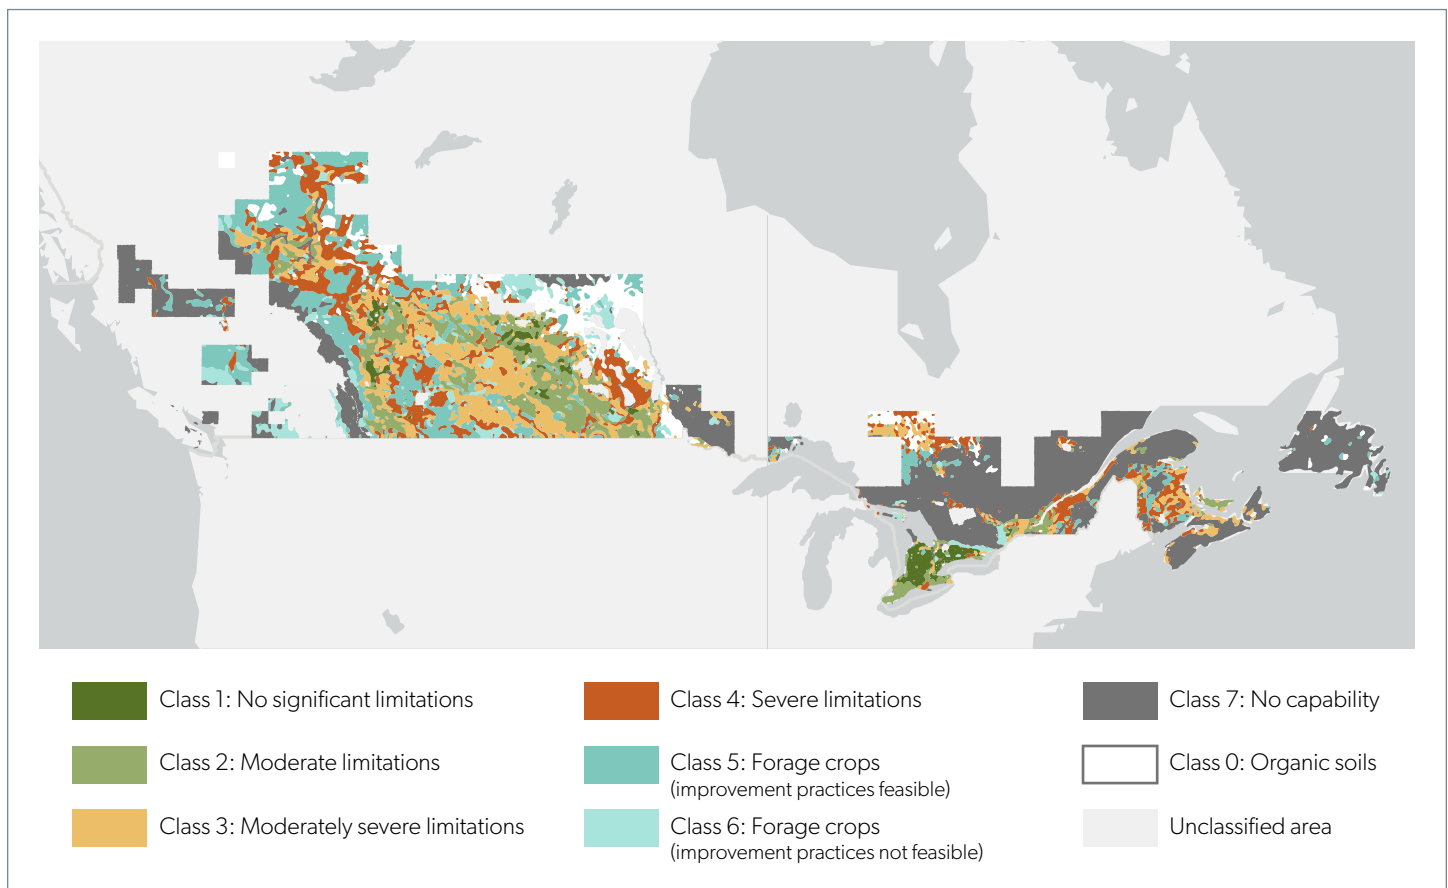 Class 1: No significant limitations
Class 2: Moderate limitations
Class 3: Moderately severe limitations
Class 4: Severe limitations
Class 5: Forage crops
(improvement practices feasible)
Class 6: Forage crops
(improvement practices not feasible)
Class 7: No capability
Class 0: Organic soils
Unclassified area